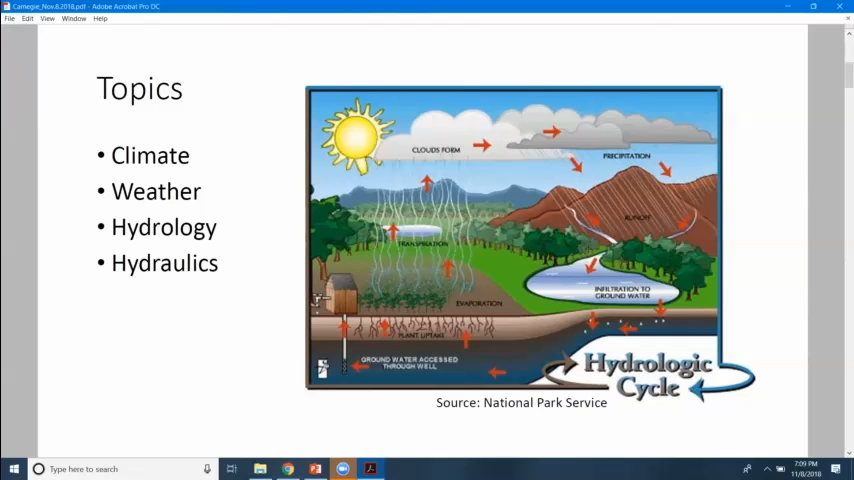 Carnegie_Nov.8.2018.pdf - Adobe Acrobat Pro DC
File Edit View Window Help
Topics
• Climate
• Weather
• Hydrology
• Hydraulics
CLOUDS FORM
PRECIPITATION
RUNOFF
TRANSPIRATION
INFILTRATION TO
GROUND WATER
EVAPORATION
PLANT UPTAKE
GROUND WATER ACCESSED
THROUGH WELL
Hydrologic
Cycle
Source: National Park Service
Type here to search
7:09 PM
11/8/2018